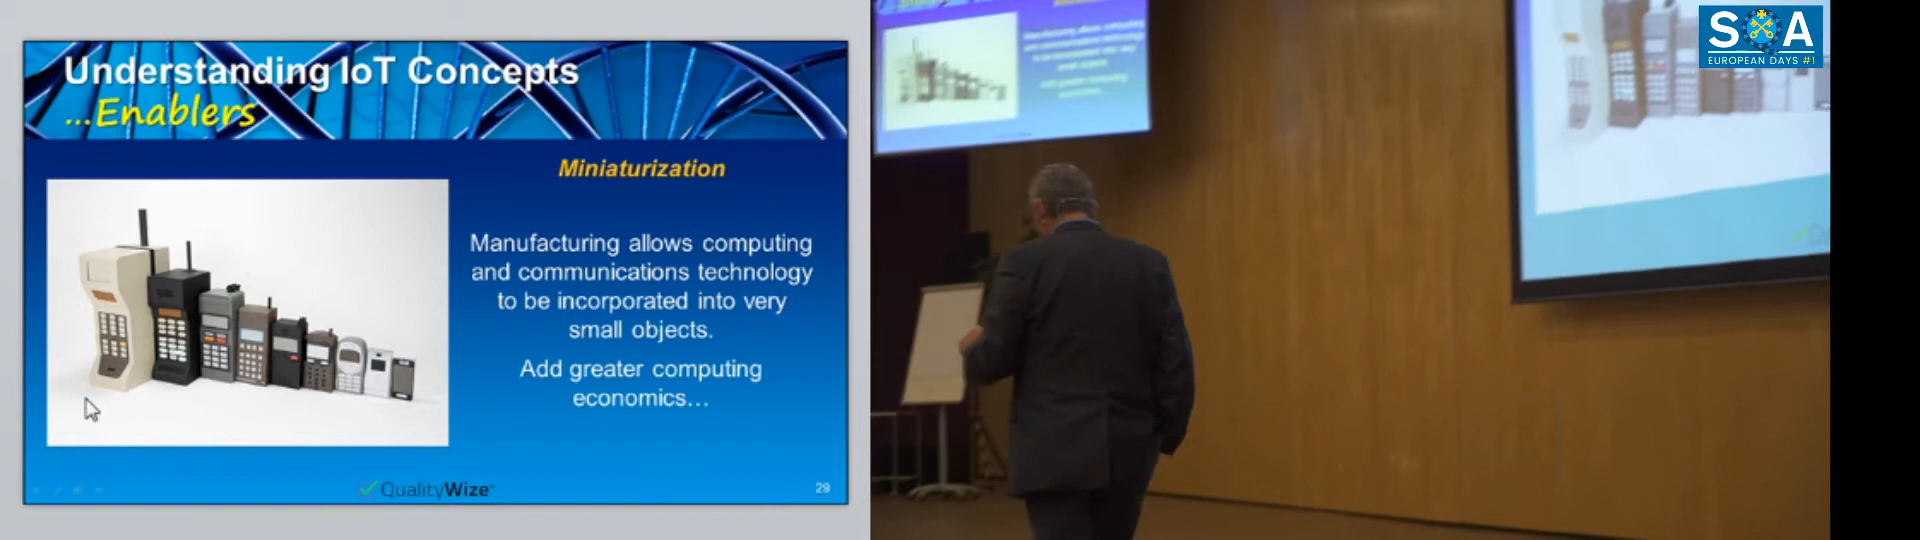 Understanding IoT Concepts
...Enablers
Miniaturization
Manufacturing allows computing
and communications technology
to be incorporated into very
small objects.
Add greater computing
economics...
QualityWize
29
SOA
EUROPEAN DAYS #1